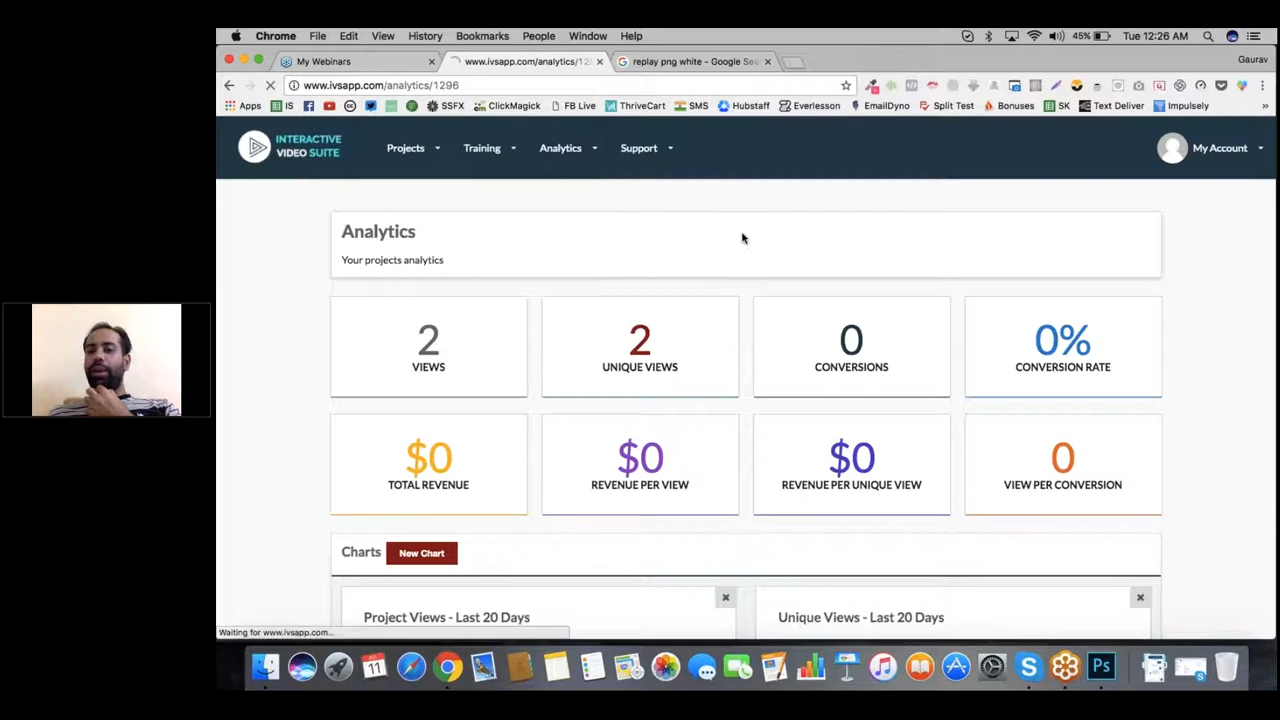 Chrome File Edit View History Bookmarks People Window Help 45% Tue 12:26 AM
My Webinars www.ivsapp.com/analytics/12 replay png white - Google Se Gaurav
www.ivsapp.com/analytics/1296
Apps IS SSFX ClickMagick FB Live ThriveCart SMS Hubstaff Everlesson EmailDyno Split Test Bonuses SK Text Deliver Impulsely »
INTERACTIVE
VIDEO SUITE
Projects Training Analytics Support My Account
Analytics
Your projects analytics
2 2 0 0%
VIEWS UNIQUE VIEWS CONVERSIONS CONVERSION RATE
$0 $0 $0 0
TOTAL REVENUE REVENUE PER VIEW REVENUE PER UNIQUE VIEW VIEW PER CONVERSION
Charts New Chart
Project Views - Last 20 Days Unique Views - Last 20 Days
Waiting for www.ivsapp.com...
11 Ps